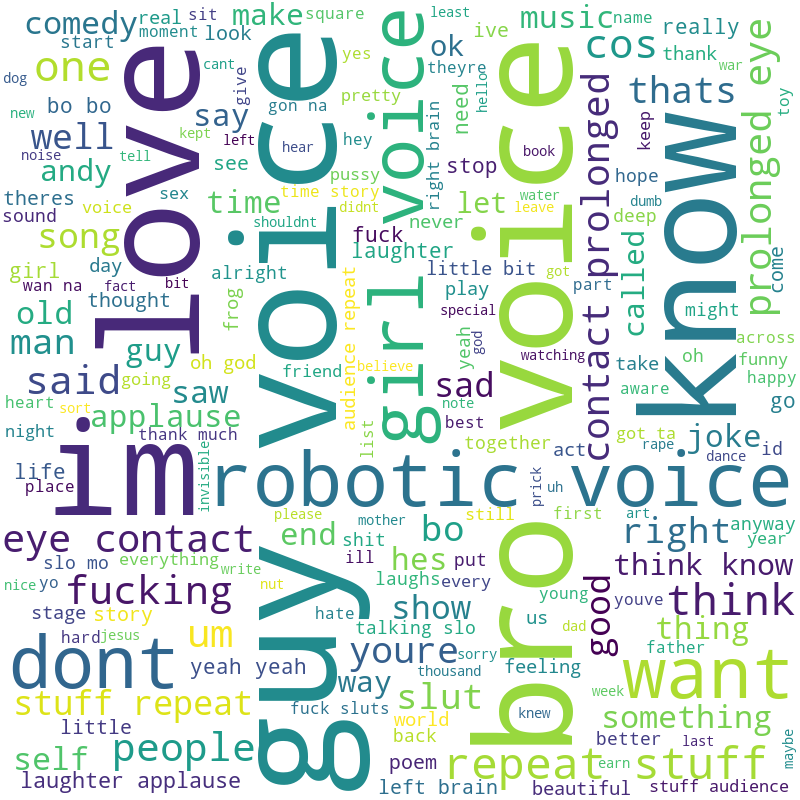 comedy
real
sit
make
square
least
ive
music
name
really
start
moment
look
yes
ok
theyre
cos
thank
war
dog
cant
one
love
guy voice
girl voice
bro voice
know
contact prolonged
prolonged eye
toy
new
bo bo
say
give
gon na
pretty
need
helloo
thats
well
kept
left
hey
hear
right brain
book
keep
noise
tell
andy
see
pussy
stop
hope
dumb
theres
sex
time story
let
water
deep
sound
voice
time
didnt
leave
shouldnt
never
song
fuck
laughter
called
come
girl
day
alright
little bit
got
part
wan na
fact
bit
thought
frog
audience repeat
play
special
might
old
yeah
god
across
man
guy
oh god
friend
believe
watching
oh
funny
said
going
saw
sad
take
aware
happy
heart
sort
applause
list
note
best
go
night
thank much
together
act
got ta
rape
joke
id
life
im
robotic voice
dance
place
invisible
prick
uh
art
eye contact
please
mother
still
first
right
anyway
year
end
shit
bo
slo mo
everything
ill
hes
put
think know
nice
yo
fucking
write
nut
laughs
every
young
youve
think
stage
story
hate
show
us
good
hard
jesus
um
talking slo
dad
thing
dont
yeah yeah
youre
sorry
feeling
father
way
thousand
want
stuff repeat
fuck sluts
slut
week
little
world
knew
something
self
people
back
better
last
maybe
poem
repeat stuff
earn
laughter applause
left brain
beautiful
stuff audience